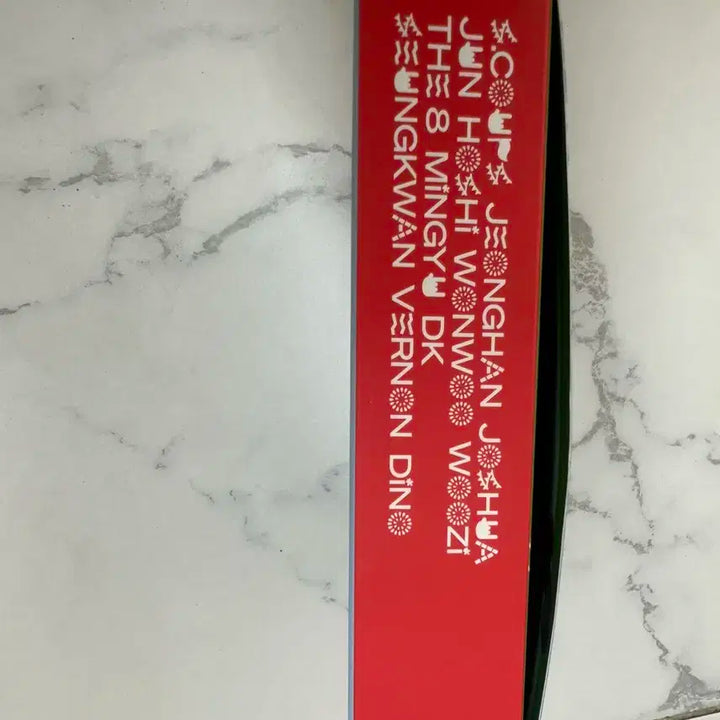 S.COUPS JEONGHAN JOSHUA
JUN HOSHi WONWOO WOOZi
THE 8 MiNGYU DK
SEUNGKWAN VERNON DiNO